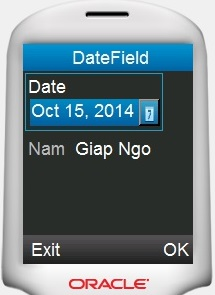 DateField
Date
Oct 15, 2014
Nam Giap Ngo
Exit OK
ORACLE